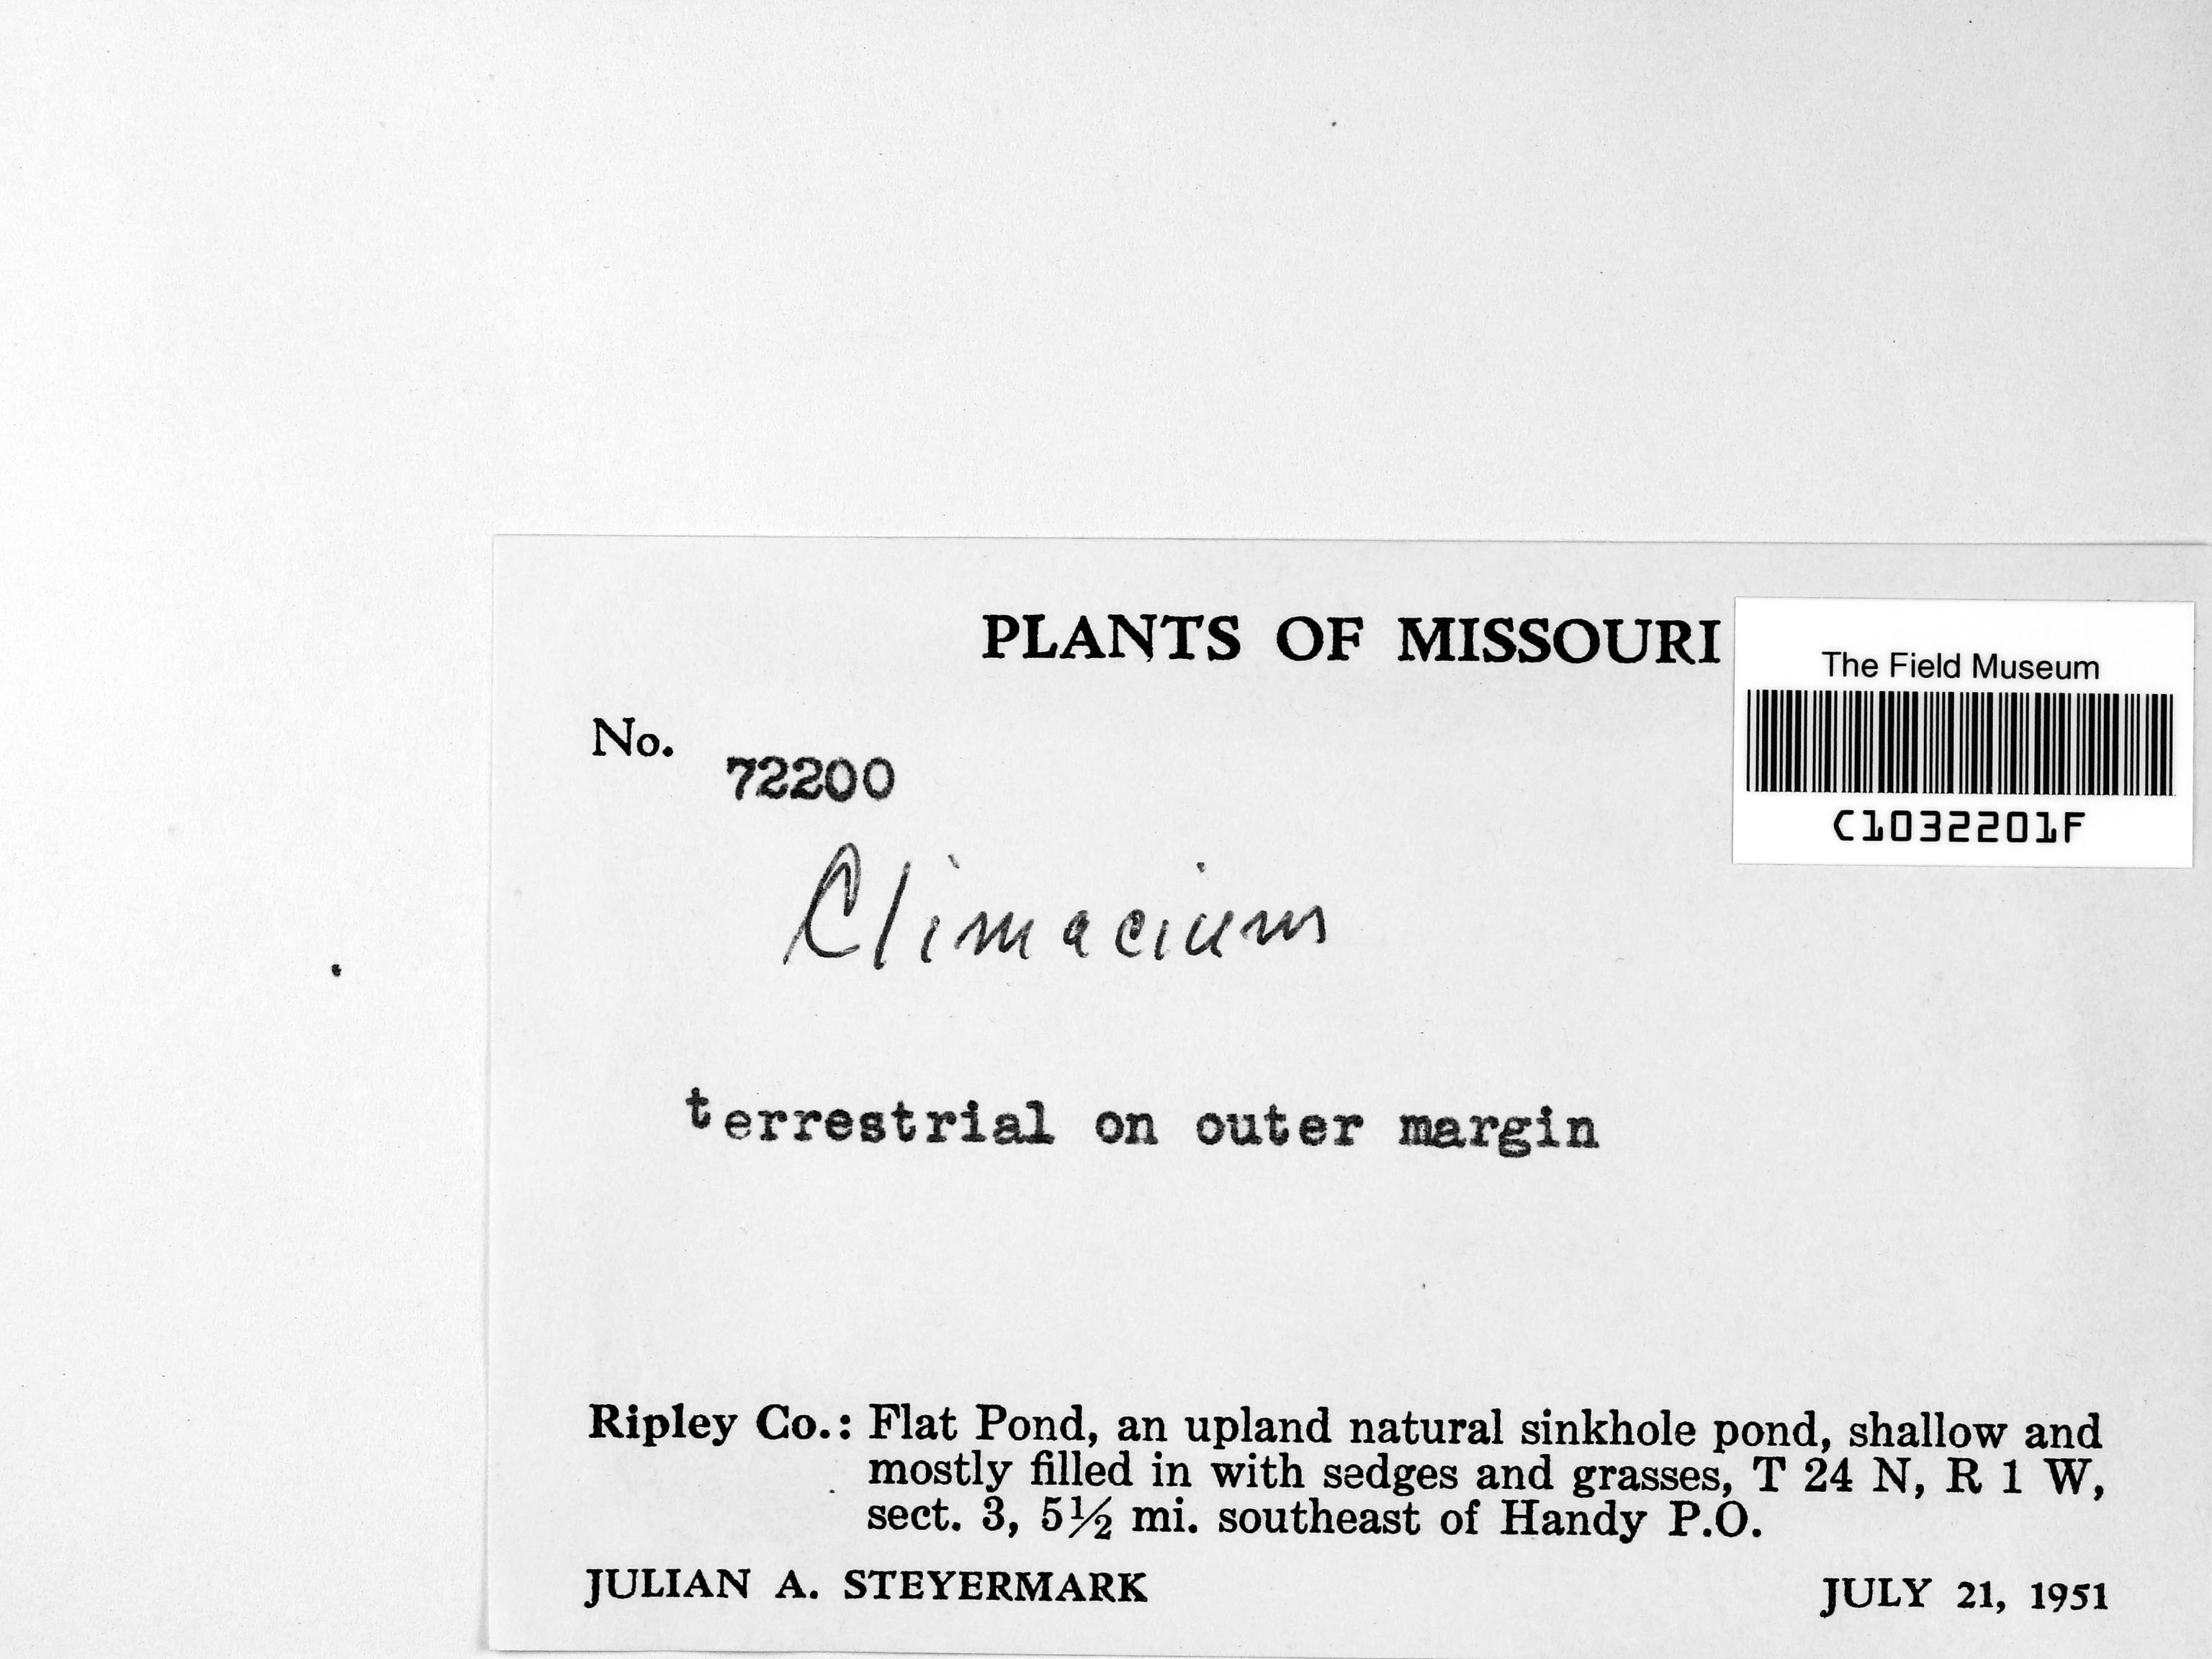 PLANTS OF MISSOURI
The Field Museum
C1032201F
No. 72200
Climacium
terrestrial on outer margin
Ripley Co.: Flat Pond, an upland natural sinkhole pond, shallow and
mostly filled in with sedges and grasses, T 24 N, R 1 W,
sect. 3, 5½ mi. southeast of Handy P.O.
JULIAN A. STEYERMARK JULY 21, 1951